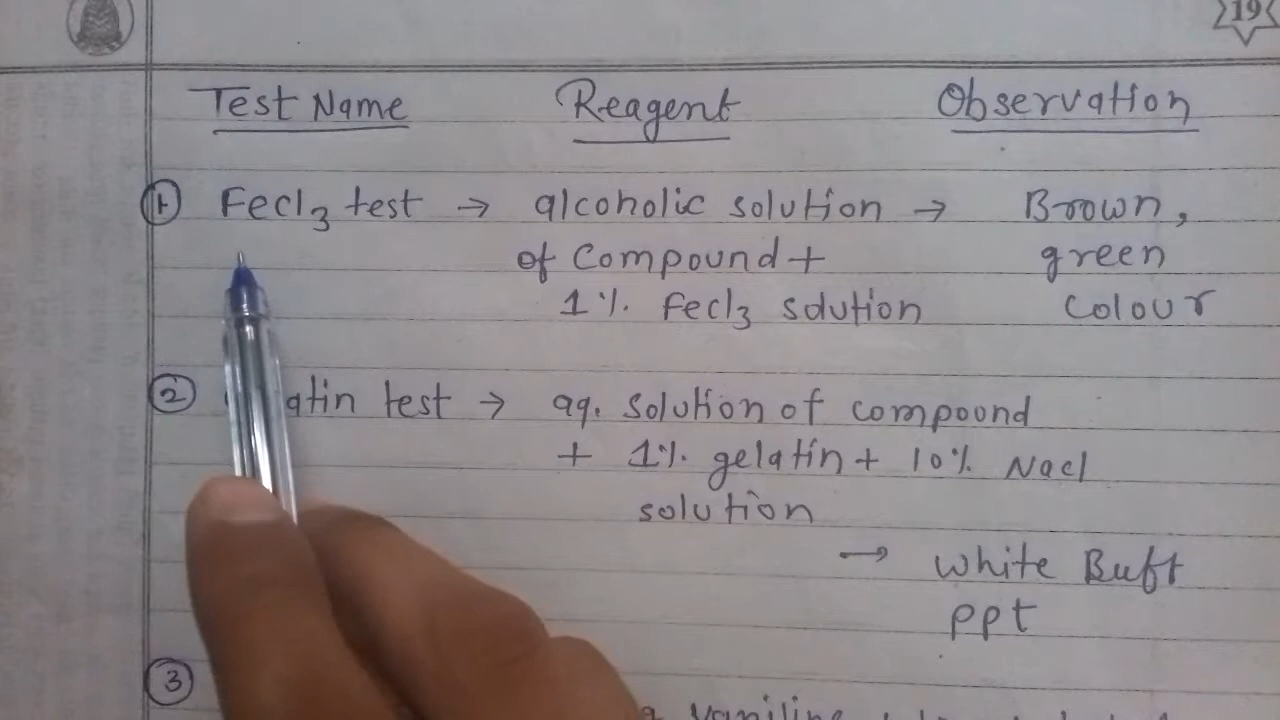 19
Test Name Reagent Observation
1 Fecl3 test → alcoholic solution → Brown,
of compound + green
1% Fecl3 solution colour
2 test → aq. solution of compound
+ 1% gelatin + 10% Nacl
solution
→ white Buff
ppt
3